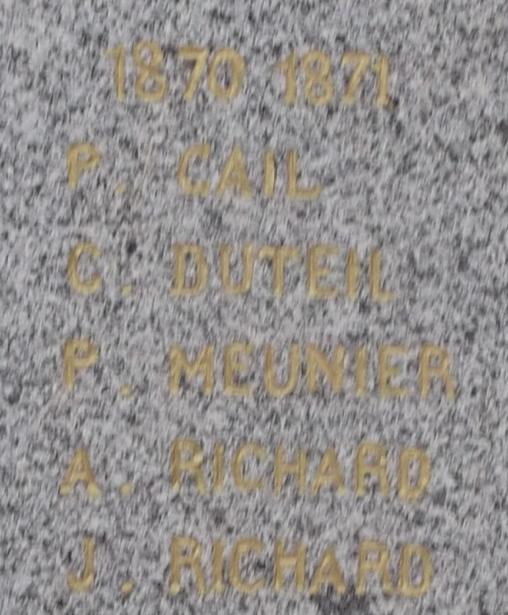 1870 1871
P. CAIL
C. DUTEIL
P. MEUNIER
A. RICHARD
J. RICHARD